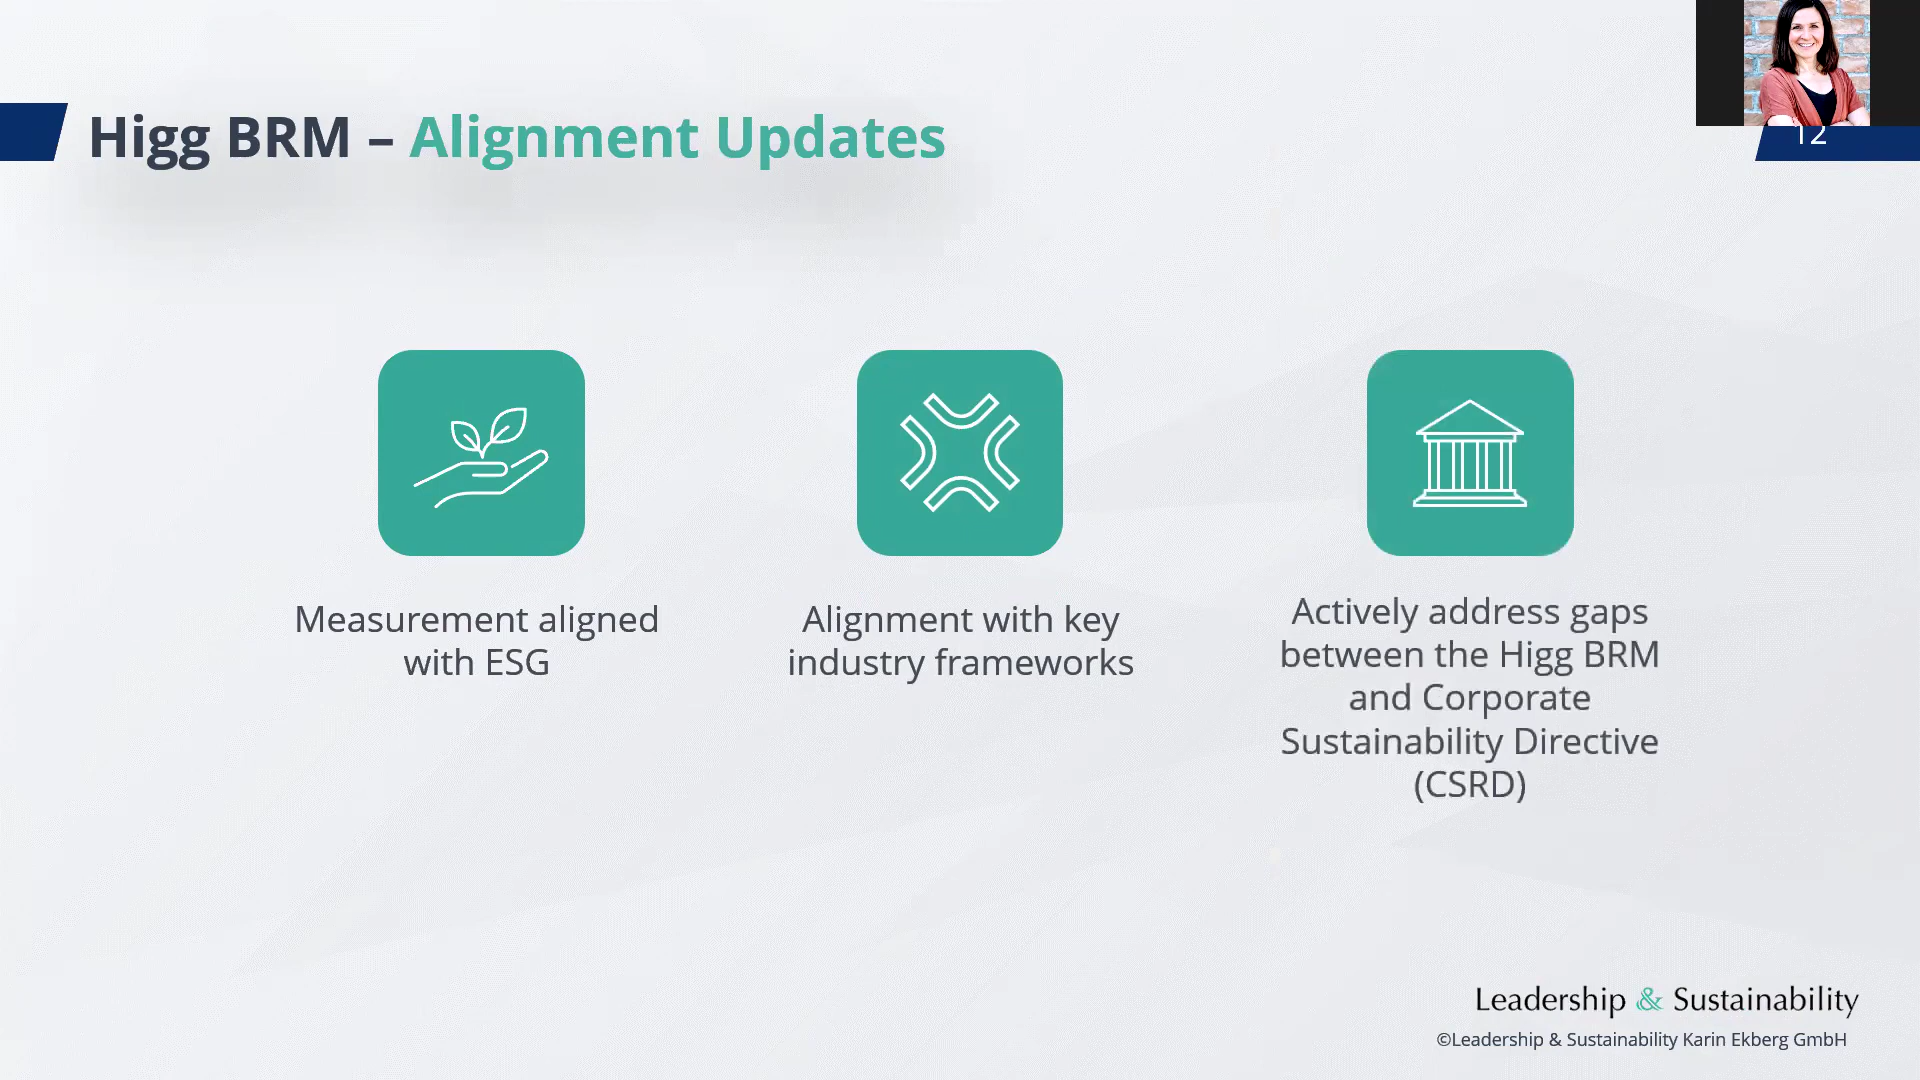 Higg BRM – Alignment Updates
12
Measurement aligned
with ESG
Alignment with key
industry frameworks
Actively address gaps
between the Higg BRM
and Corporate
Sustainability Directive
(CSRD)
Leadership & Sustainability
©Leadership & Sustainability Karin Ekberg GmbH